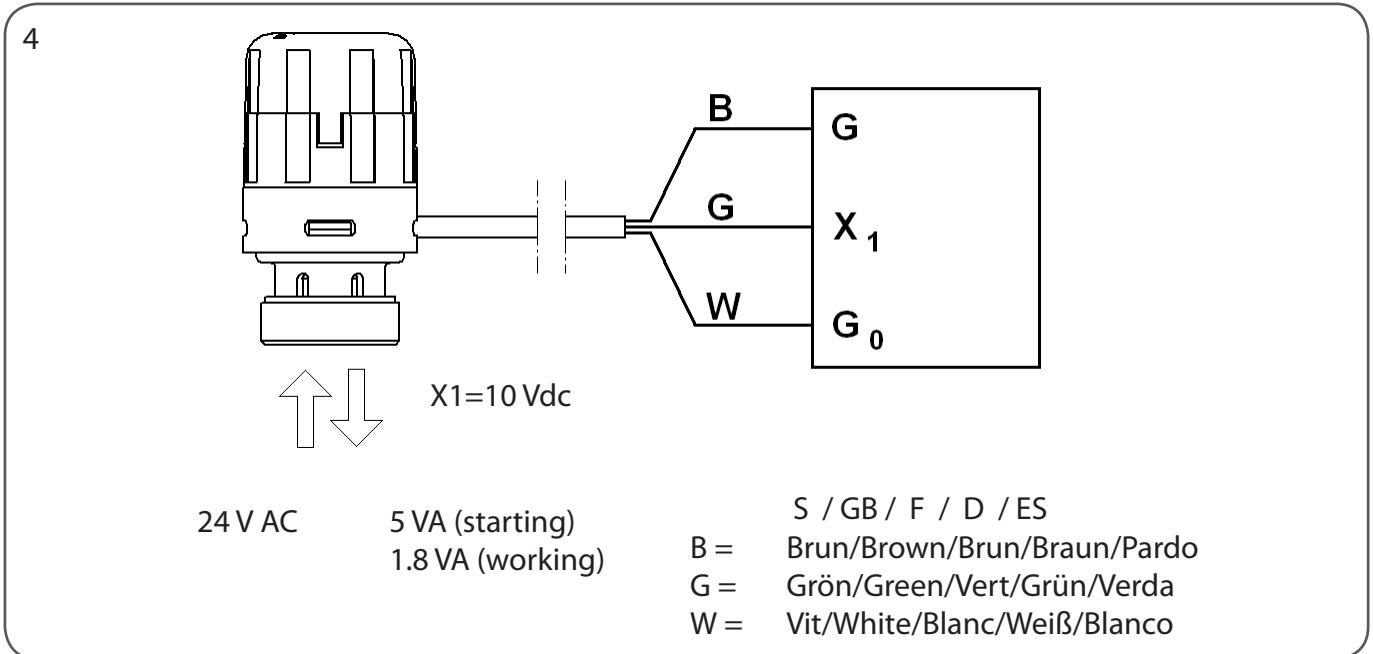 4
B
G
G
X 1
W
G 0
X1=10 Vdc
24 V AC 5 VA (starting)
1.8 VA (working)
S / GB / F / D / ES
B = Brun/Brown/Brun/Braun/Pardo
G = Grön/Green/Vert/Grün/Verda
W = Vit/White/Blanc/Weiß/Blanco